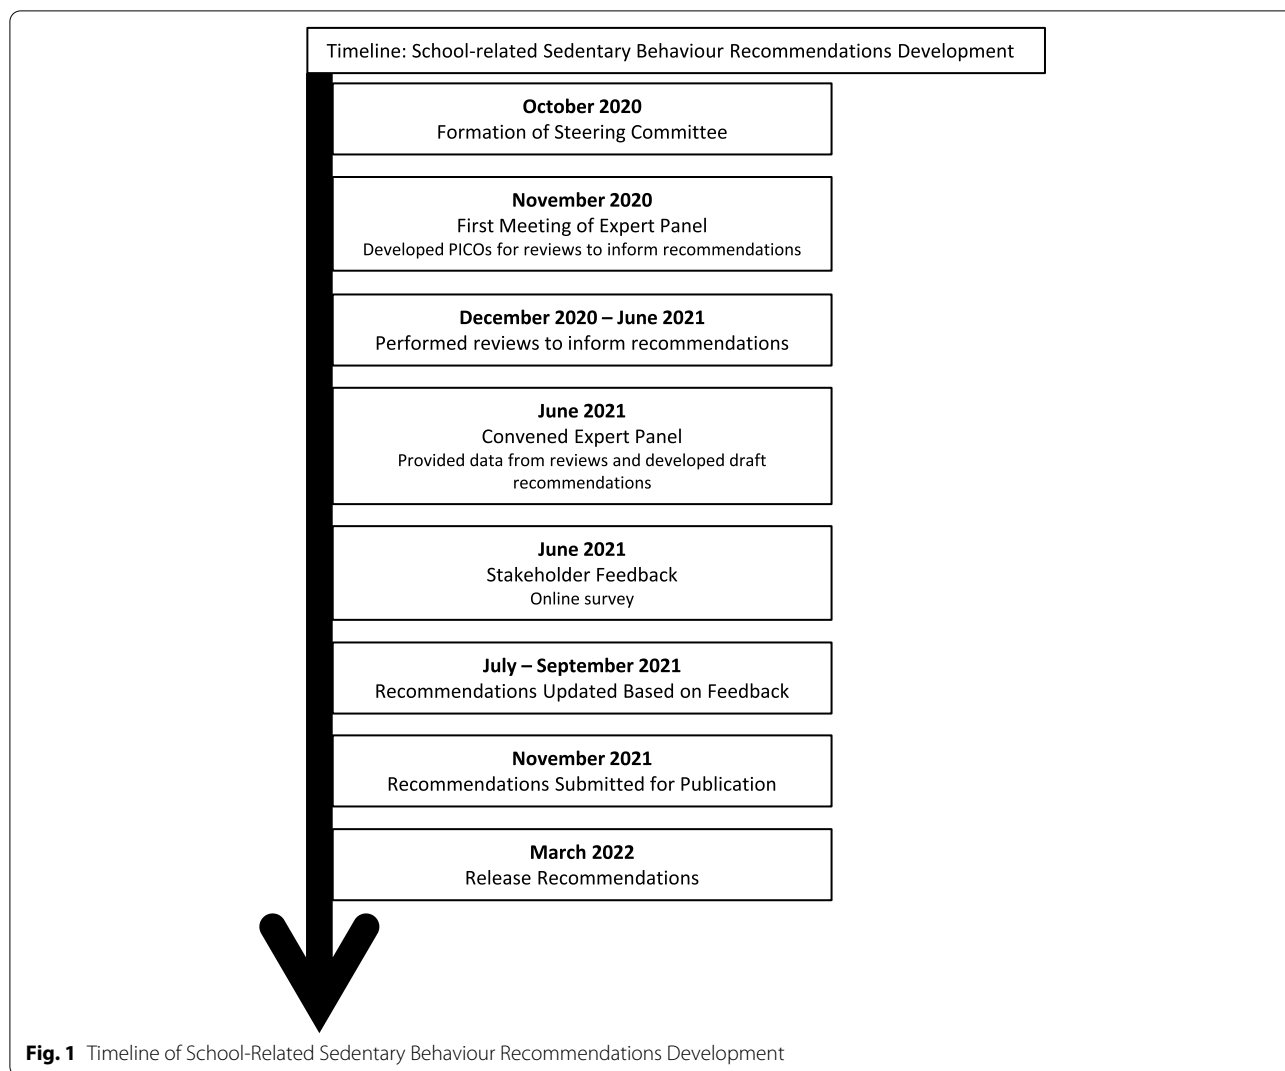 Timeline: School-related Sedentary Behaviour Recommendations Development
October 2020
Formation of Steering Committee
November 2020
First Meeting of Expert Panel
Developed PICOs for reviews to inform recommendations
December 2020 – June 2021
Performed reviews to inform recommendations
June 2021
Convened Expert Panel
Provided data from reviews and developed draft
recommendations
June 2021
Stakeholder Feedback
Online survey
July – September 2021
Recommendations Updated Based on Feedback
November 2021
Recommendations Submitted for Publication
March 2022
Release Recommendations
Fig. 1 Timeline of School-Related Sedentary Behaviour Recommendations Development